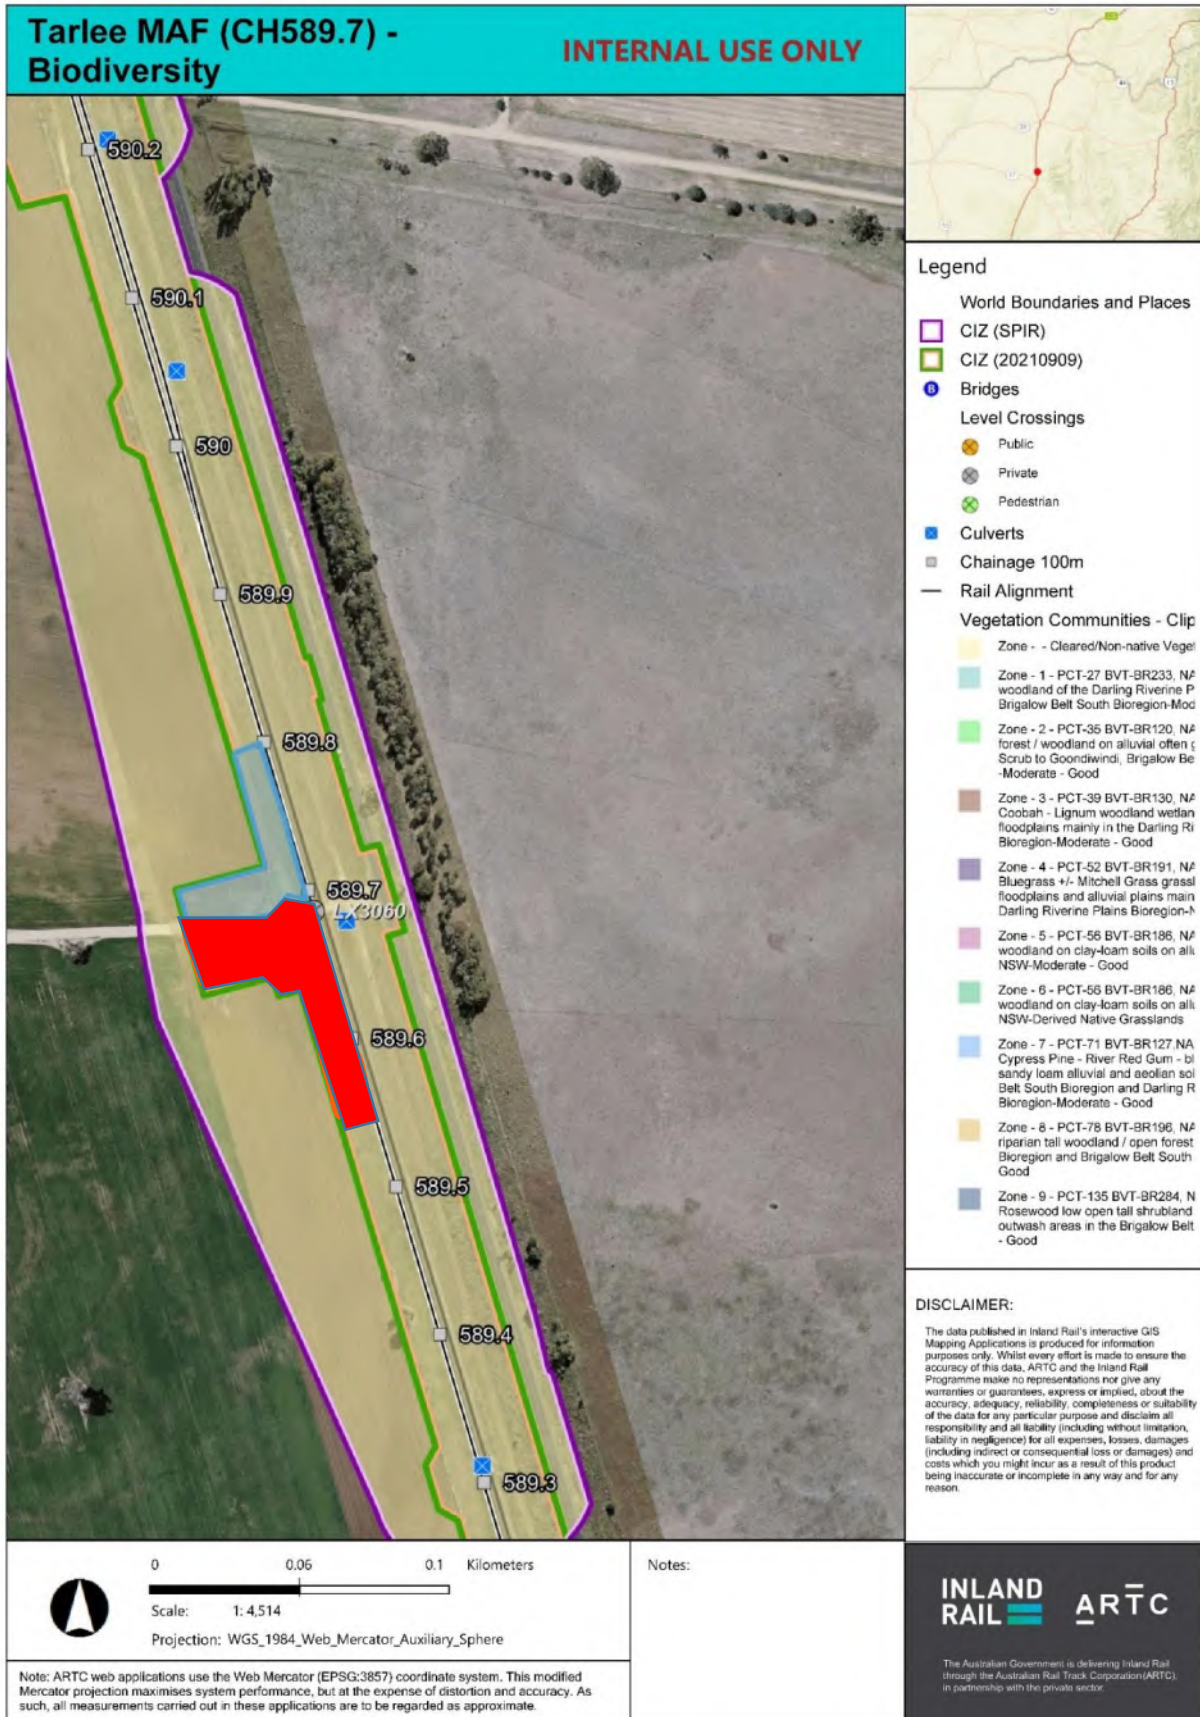 Tarlee MAF (CH589.7) -
Biodiversity
INTERNAL USE ONLY
590.2
590.1
590
589.9
589.8
589.7
LX3060
589.6
589.5
589.4
589.3
Legend
World Boundaries and Places
CIZ (SPIR)
CIZ (20210909)
B
Bridges
Level Crossings
Public
Private
Pedestrian
Culverts
Chainage 100m
Rail Alignment
Vegetation Communities - Clip
Zone - - Cleared/Non-native Veget
Zone - 1 - PCT-27 BVT-BR233, NA
woodland of the Darling Riverine P
Brigalow Belt South Bioregion-Mod
Zone - 2 - PCT-35 BVT-BR120, NA
forest / woodland on alluvial often g
Scrub to Goondiwindi, Brigalow Be
-Moderate - Good
Zone - 3 - PCT-39 BVT-BR130, NA
Coobah - Lignum woodland wetlan
floodplains mainly in the Darling Ri
Bioregion-Moderate - Good
Zone - 4 - PCT-52 BVT-BR191, NA
Bluegrass +/- Mitchell Grass grassl
floodplains and alluvial plains main
Darling Riverine Plains Bioregion-N
Zone - 5 - PCT-56 BVT-BR186, NA
woodland on clay-loam soils on allu
NSW-Moderate - Good
Zone - 6 - PCT-56 BVT-BR186, NA
woodland on clay-loam soils on allu
NSW-Derived Native Grasslands
Zone - 7 - PCT-71 BVT-BR127,NA
Cypress Pine - River Red Gum - bl
sandy loam alluvial and aeolian soi
Belt South Bioregion and Darling R
Bioregion-Moderate - Good
Zone - 8 - PCT-78 BVT-BR196, NA
riparian tall woodland / open forest
Bioregion and Brigalow Belt South
Good
Zone - 9 - PCT-135 BVT-BR284, N
Rosewood low open tall shrubland
outwash areas in the Brigalow Belt
- Good
DISCLAIMER:
The data published in Inland Rail's interactive GIS
Mapping Applications is produced for information
purposes only. Whilst every effort is made to ensure the
accuracy of this data, ARTC and the Inland Rail
Programme make no representations nor give any
warranties or guarantees, express or implied, about the
accuracy, adequacy, reliability, completeness or suitability
of the data for any particular purpose and disclaim all
responsibility and all liability (including without limitation,
liability in negligence) for all expenses, losses, damages
(including indirect or consequential loss or damages) and
costs which you might incur as a result of this product
being inaccurate or incomplete in any way and for any
reason.
0 0.06 0.1 Kilometers
Scale: 1: 4,514
Projection: WGS_1984_Web_Mercator_Auxiliary_Sphere
Notes:
Note: ARTC web applications use the Web Mercator (EPSG:3857) coordinate system. This modified
Mercator projection maximises system performance, but at the expense of distortion and accuracy. As
such, all measurements carried out in these applications are to be regarded as approximate.
INLAND
RAIL
ARTC
The Australian Government is delivering Inland Rail
through the Australian Rail Track Corporation (ARTC),
in partnership with the private sector.